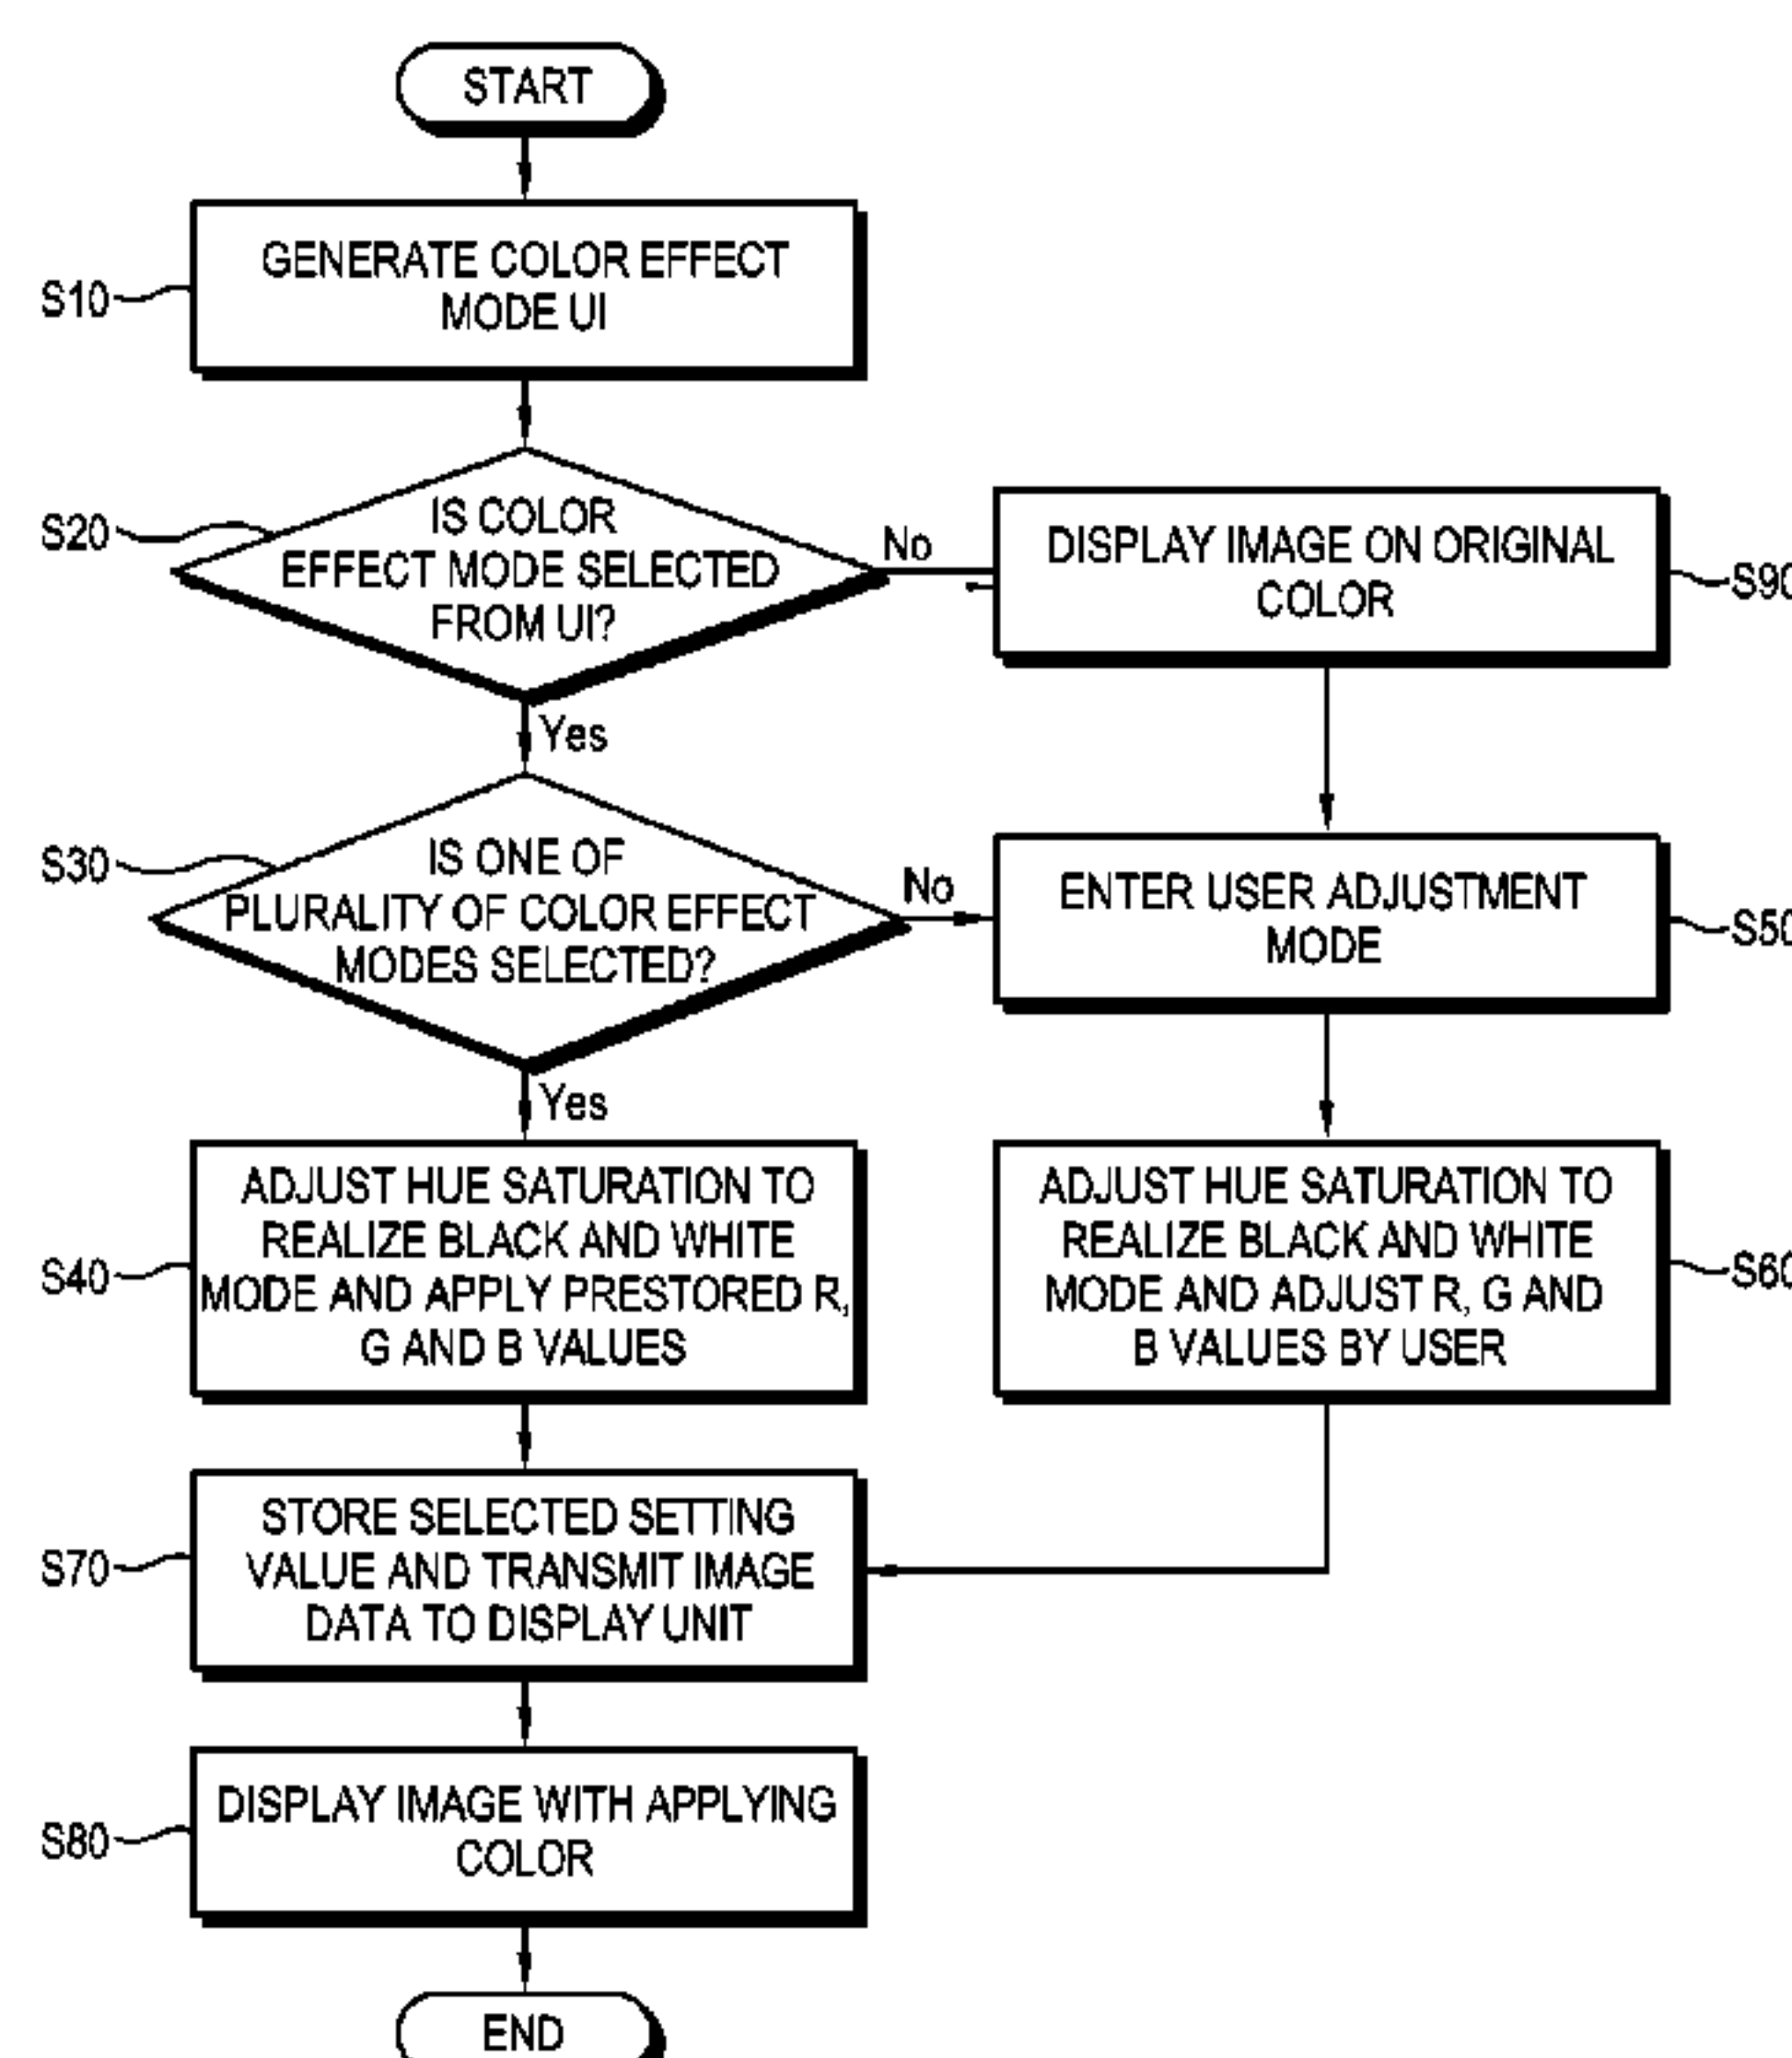 START
GENERATE COLOR EFFECT
MODE UI
S10
IS COLOR
EFFECT MODE SELECTED
FROM UI?
S20
No
DISPLAY IMAGE ON ORIGINAL
COLOR
S90
Yes
IS ONE OF
PLURALITY OF COLOR EFFECT
MODES SELECTED?
S30
No
ENTER USER ADJUSTMENT
MODE
S50
Yes
ADJUST HUE SATURATION TO
REALIZE BLACK AND WHITE
MODE AND APPLY PRESTORED R,
G AND B VALUES
S40
ADJUST HUE SATURATION TO
REALIZE BLACK AND WHITE
MODE AND ADJUST R, G AND
B VALUES BY USER
S60
STORE SELECTED SETTING
VALUE AND TRANSMIT IMAGE
DATA TO DISPLAY UNIT
S70
DISPLAY IMAGE WITH APPLYING
COLOR
S80
END